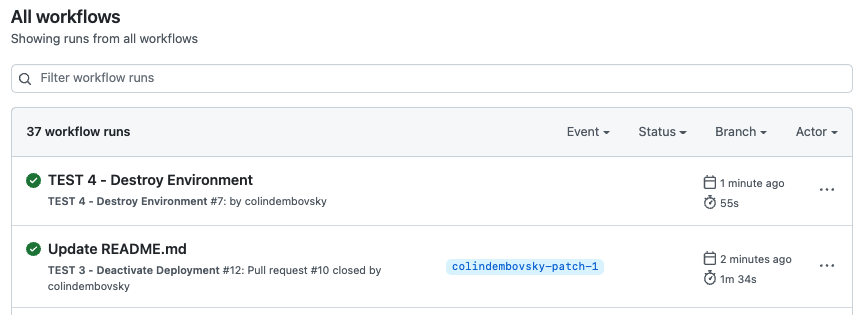 All workflows
Showing runs from all workflows
Filter workflow runs
37 workflow runs
Event
Status
Branch
Actor
TEST 4 - Destroy Environment
TEST 4 - Destroy Environment #7: by colindembovsky
1 minute ago
55s
Update README.md
TEST 3 - Deactivate Deployment #12: Pull request #10 closed by
colindembovsky
colindembovsky-patch-1
2 minutes ago
1m 34s